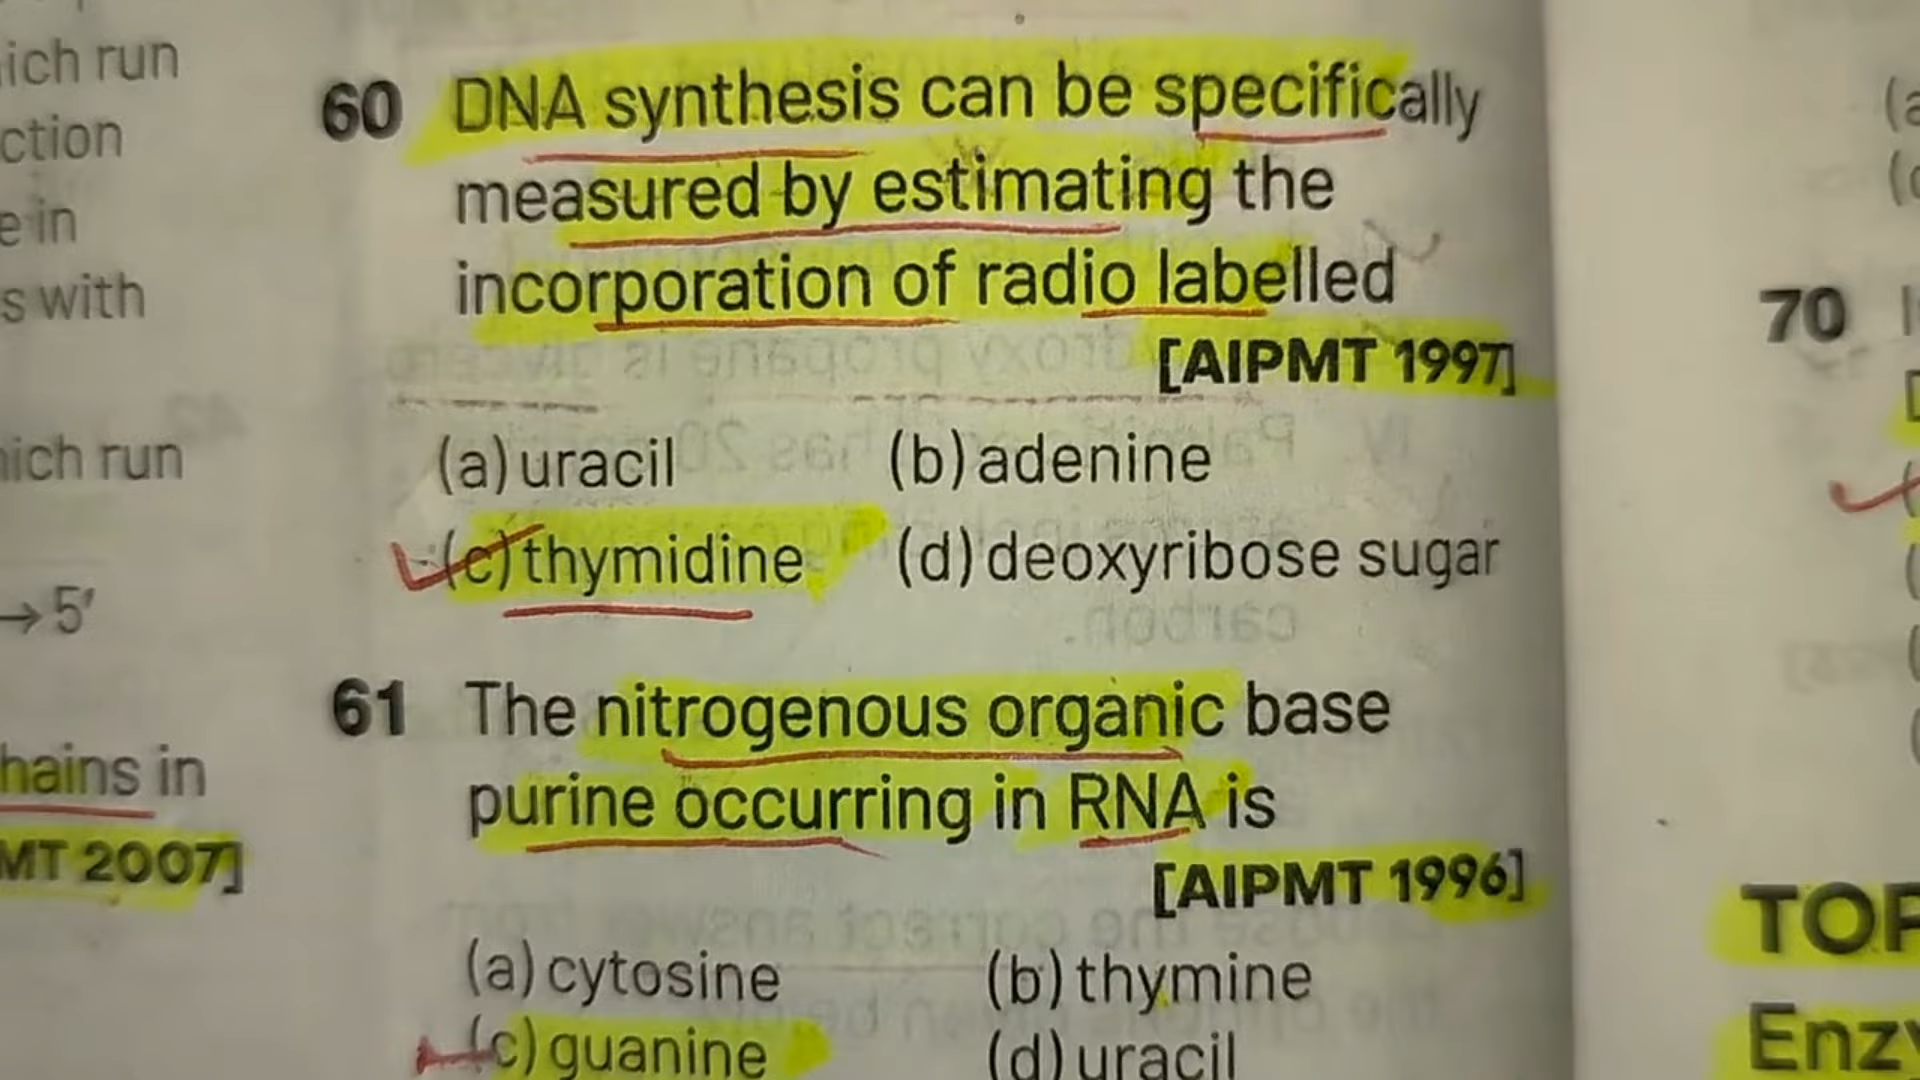 ich run
ction
e in
s with
ich run
→ 5'
hains in
MT 2007]
60 DNA synthesis can be specifically
measured by estimating the
incorporation of radio labelled
[AIPMT 1997]
(a) uracil (b) adenine
(c) thymidine (d) deoxyribose sugar
61 The nitrogenous organic base
purine occurring in RNA is
[AIPMT 1996]
(a) cytosine (b) thymine
(c) guanine (d) uracil
70
TOP
Enzy